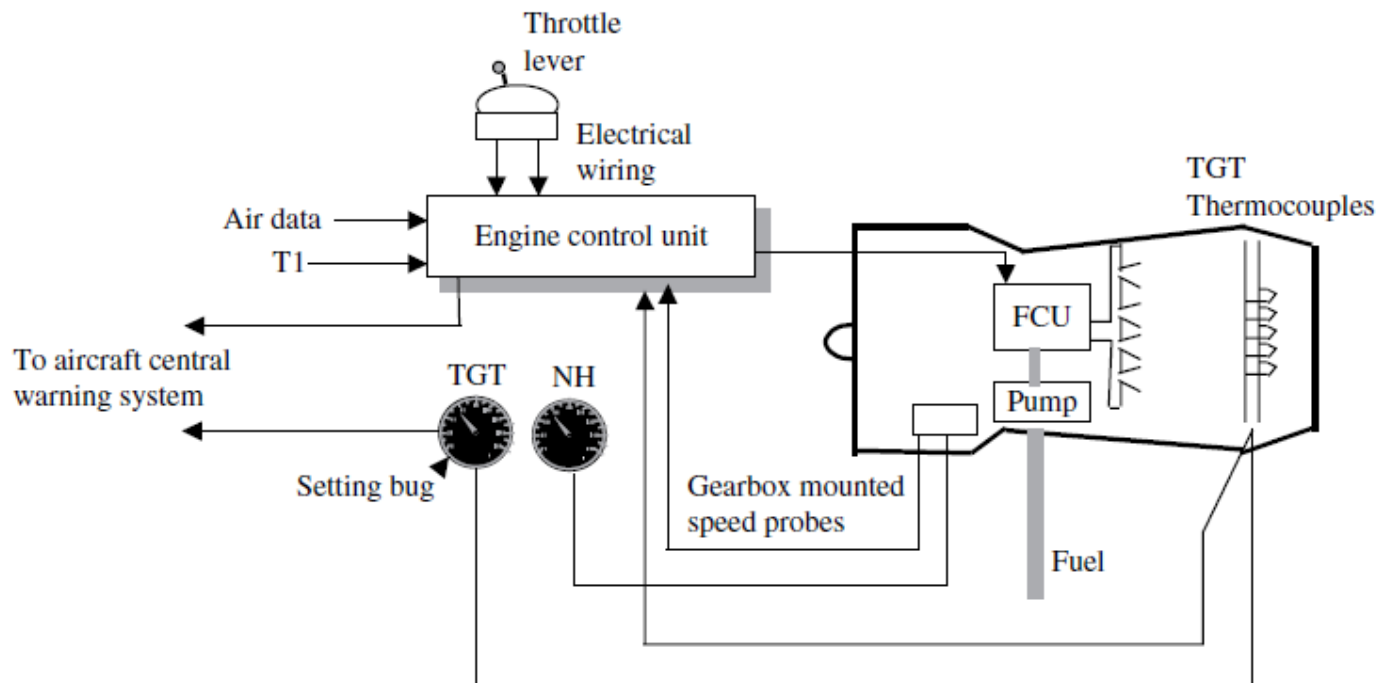 Throttle
lever
Electrical
wiring
TGT
Thermocouples
Air data
T1
Engine control unit
FCU
To aircraft central
warning system
TGT
NH
Pump
Setting bug
Gearbox mounted
speed probes
Fuel